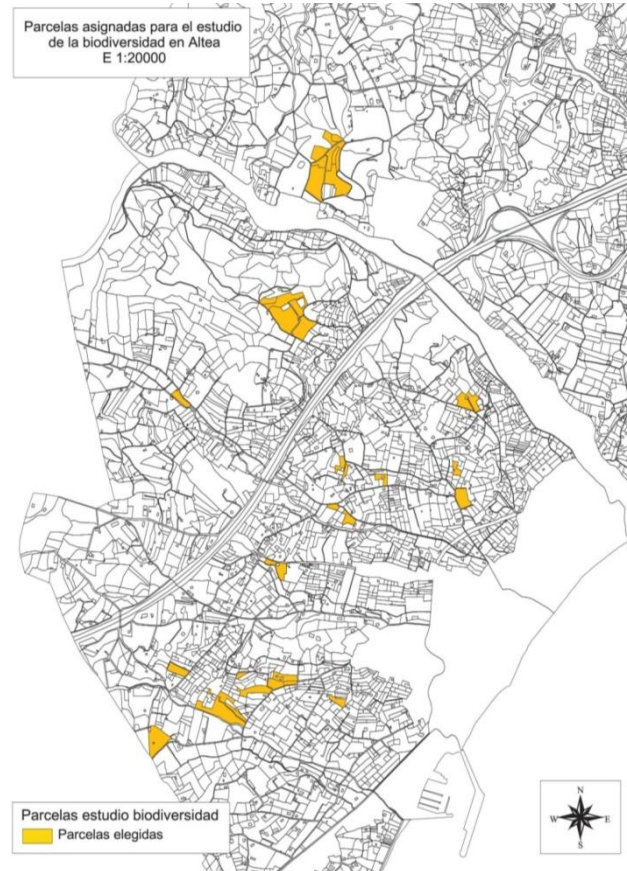 Parcelas asignadas para el estudio
de la biodiversidad en Altea
E 1:20000
Parcelas estudio biodiversidad
Parcelas elegidas
N
W
E
S